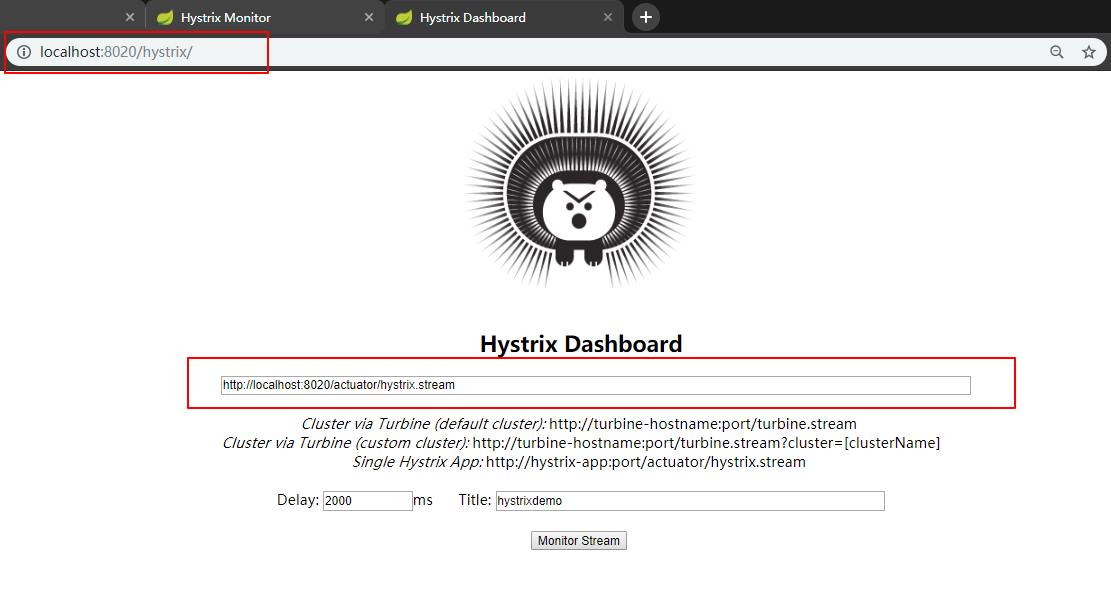 Hystrix Monitor
Hystrix Dashboard
localhost:8020/hystrix/
Hystrix Dashboard
http://localhost:8020/actuator/hystrix.stream
Cluster via Turbine (default cluster): http://turbine-hostname:port/turbine.stream
Cluster via Turbine (custom cluster): http://turbine-hostname:port/turbine.stream?cluster=[clusterName]
Single Hystrix App: http://hystrix-app:port/actuator/hystrix.stream
Delay: 2000 ms Title: hystrixdemo
Monitor Stream